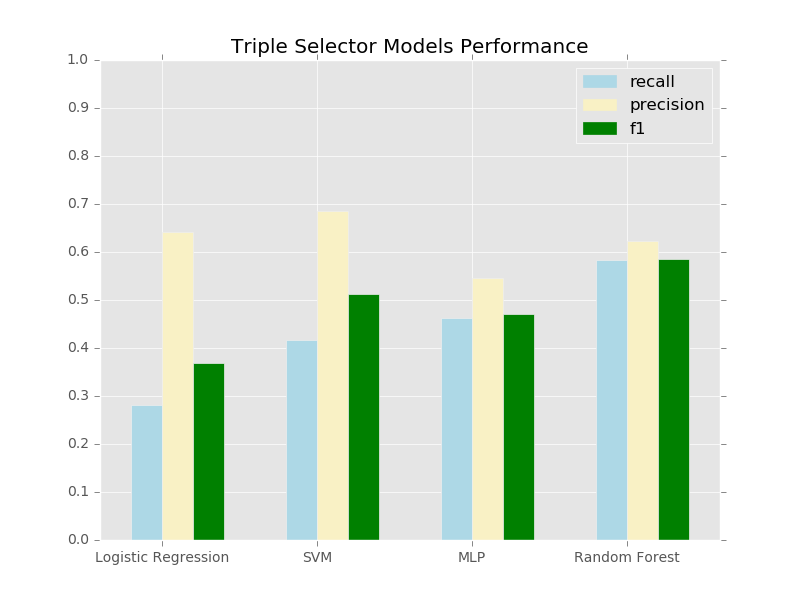 Triple Selector Models Performance
1.0
0.9
0.8
0.7
0.6
0.5
0.4
0.3
0.2
0.1
0.0
recall
precision
f1
Logistic Regression SVM MLP Random Forest